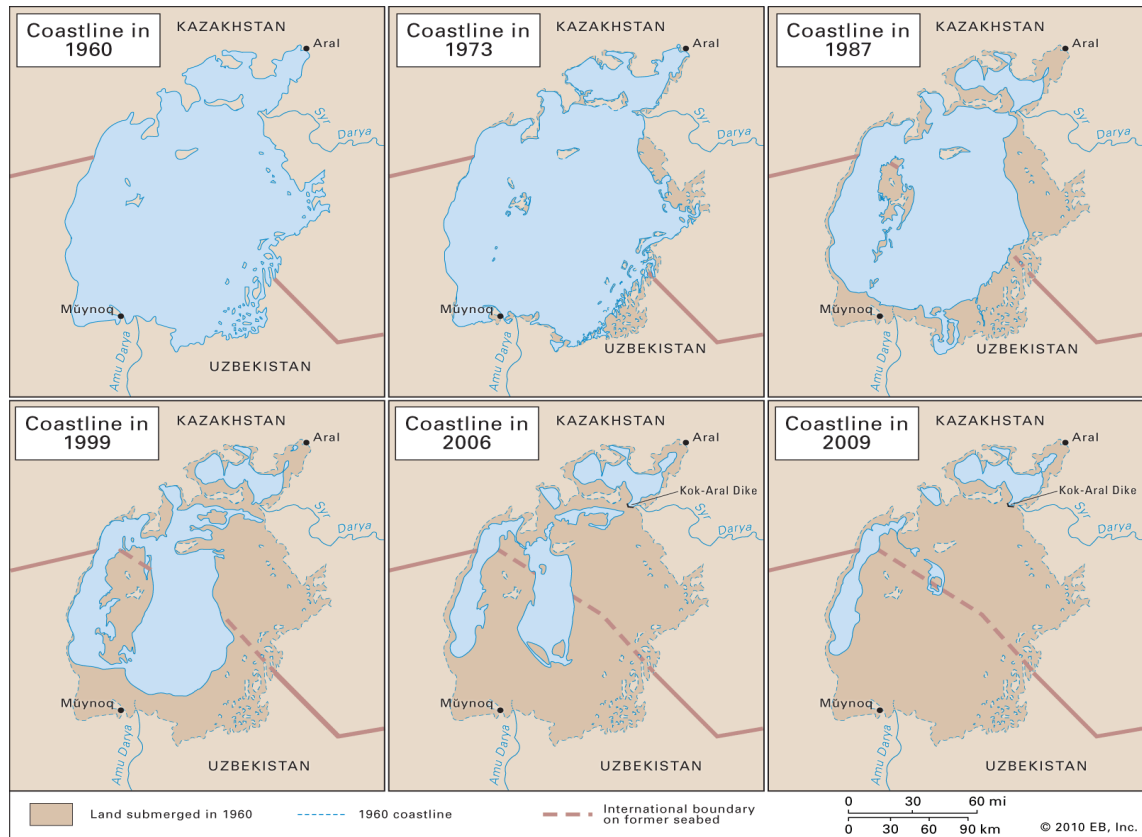 Coastline in
1960
KAZAKHSTAN
Aral
Syr
Darya
Mŭynoq
Amu Darya
UZBEKISTAN
Coastline in
1973
KAZAKHSTAN
Aral
Syr
Darya
Mŭynoq
Amu Darya
UZBEKISTAN
Coastline in
1987
KAZAKHSTAN
Aral
Syr
Darya
Mŭynoq
Amu Darya
UZBEKISTAN
Coastline in
1999
KAZAKHSTAN
Aral
Syr
Darya
Mŭynoq
Amu Darya
UZBEKISTAN
Coastline in
2006
KAZAKHSTAN
Aral
Kok-Aral Dike
Syr
Darya
Mŭynoq
Amu Darya
UZBEKISTAN
Coastline in
2009
KAZAKHSTAN
Aral
Kok-Aral Dike
Syr
Darya
Mŭynoq
Amu Darya
UZBEKISTAN
Land submerged in 1960
1960 coastline
International boundary
on former seabed
0 30 60 mi
0 30 60 90 km
© 2010 EB, Inc.